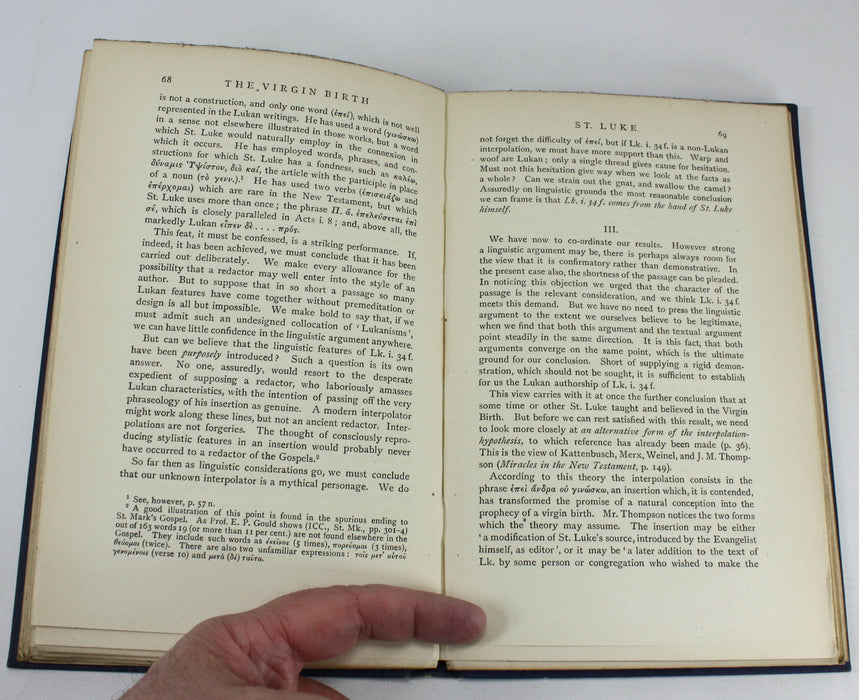 68
THE VIRGIN BIRTH
is not a construction, and only one word (ἐπεί), which is not well
represented in the Lukan writings. He has used a word (γινώσκω)
in a sense not elsewhere illustrated in those works, but a word
which St. Luke would naturally employ in the connexion in
which it occurs. He has employed words, phrases, and con-
structions for which St. Luke has a fondness, such as καλέω,
δύναμις Ὑψίστου, διὸ καί, the article with the participle in place
of a noun (τὸ γενν.).¹ He has used two verbs (ἐπισκιάζω and
ἐπέρχομαι) which are rare in the New Testament, but which
St. Luke uses more than once; the phrase Π. ἅ. ἐπελεύσεται ἐπὶ
σέ, which is closely paralleled in Acts i. 8; and, above all, the
markedly Lukan εἶπεν δὲ .... πρός.
This feat, it must be confessed, is a striking performance. If,
indeed, it has been achieved, we must conclude that it has been
carried out deliberately. We make every allowance for the
possibility that a redactor may well enter into the style of an
author. But to suppose that in so short a passage so many
Lukan features have come together without premeditation or
design is all but impossible. We make bold to say that, if we
must admit such an undesigned collocation of ‘Lukanisms’,
we can have little confidence in the linguistic argument anywhere.
But can we believe that the linguistic features of Lk. i. 34 f.
have been purposely introduced? Such a question is its own
answer. No one, assuredly, would resort to the desperate
expedient of supposing a redactor, who laboriously amasses
Lukan characteristics, with the intention of passing off the very
phraseology of his insertion as genuine. A modern interpolator
might work along these lines, but not an ancient redactor. Inter-
polations are not forgeries. The thought of consciously repro-
ducing stylistic features in an insertion would probably never
have occurred to a redactor of the Gospels.²
So far then as linguistic considerations go, we must conclude
that our unknown interpolator is a mythical personage. We do
¹ See, however, p. 57 n.
² A good illustration of this point is found in the spurious ending to
St. Mark's Gospel. As Prof. E. P. Gould shows (ICC., St. Mk., pp. 301–4)
out of 163 words 19 (or more than 11 per cent.) are not found elsewhere in the
Gospel. They include such words as ἐκεῖνος (5 times), πορεύομαι (3 times),
θεάομαι (twice). There are also two unfamiliar expressions: τοῖς μετ' αὐτοῦ
γενομένοις (verse 10) and μετὰ (δὲ) ταῦτα.
ST. LUKE
69
not forget the difficulty of ἐπεί, but if Lk. i. 34 f. is a non-Lukan
interpolation, we must have more support than this. Warp and
woof are Lukan; only a single thread gives cause for hesitation.
Must not this hesitation give way when we look at the facts as
a whole? Can we strain out the gnat, and swallow the camel?
Assuredly on linguistic grounds the most reasonable conclusion
we can frame is that Lk. i. 34 f. comes from the hand of St. Luke
himself.
III.
We have now to co-ordinate our results. However strong
a linguistic argument may be, there is perhaps always room for
the view that it is confirmatory rather than demonstrative. In
the present case also, the shortness of the passage can be pleaded.
In noticing this objection we urged that the character of the
passage is the relevant consideration, and we think Lk. i. 34 f.
meets this demand. But we have no need to press the linguistic
argument to the extent we ourselves believe to be legitimate,
when we find that both this argument and the textual argument
point steadily in the same direction. It is this fact, that both
arguments converge on the same point, which is the ultimate
ground for our conclusion. Short of supplying a rigid demon-
stration, which should not be sought, it is sufficient to establish
for us the Lukan authorship of Lk. i. 34 f.
This view carries with it at once the further conclusion that at
some time or other St. Luke taught and believed in the Virgin
Birth. But before we can rest satisfied with this result, we need
to look more closely at an alternative form of the interpolation-
hypothesis, to which reference has already been made (p. 36).
This is the view of Kattenbusch, Merx, Weinel, and J. M. Thomp-
son (Miracles in the New Testament, p. 149).
According to this theory the interpolation consists in the
phrase ἐπεὶ ἄνδρα οὐ γινώσκω, an insertion which, it is contended,
has transformed the promise of a natural conception into the
prophecy of a virgin birth. Mr. Thompson notices the two forms
which the theory may assume. The insertion may be either
‘a modification of St. Luke's source, introduced by the Evangelist
himself, as editor’, or it may be ‘a later addition to the text of
Lk. by some person or congregation who wished to make the